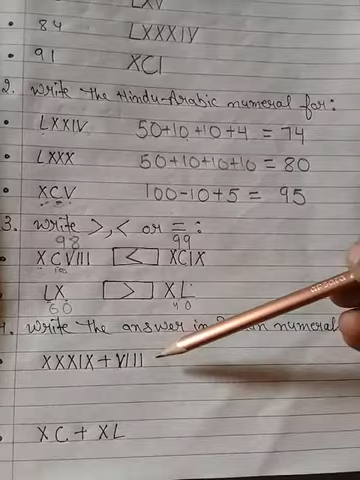 LXV
• 84 LXXXIV
• 91 XCI
2. Write the Hindu-Arabic numeral for:
• LXXIV 50+10+10+4 = 74
• LXXX 50+10+10+10 = 80
• XCV 100-10+5 = 95
3. Write >, < or = :
98 99
• XCVIII < XCIX
100
• LX > XL
60 40
4. Write the answer in numeral
apsara
• XXXIX + VIII
• XC + XL